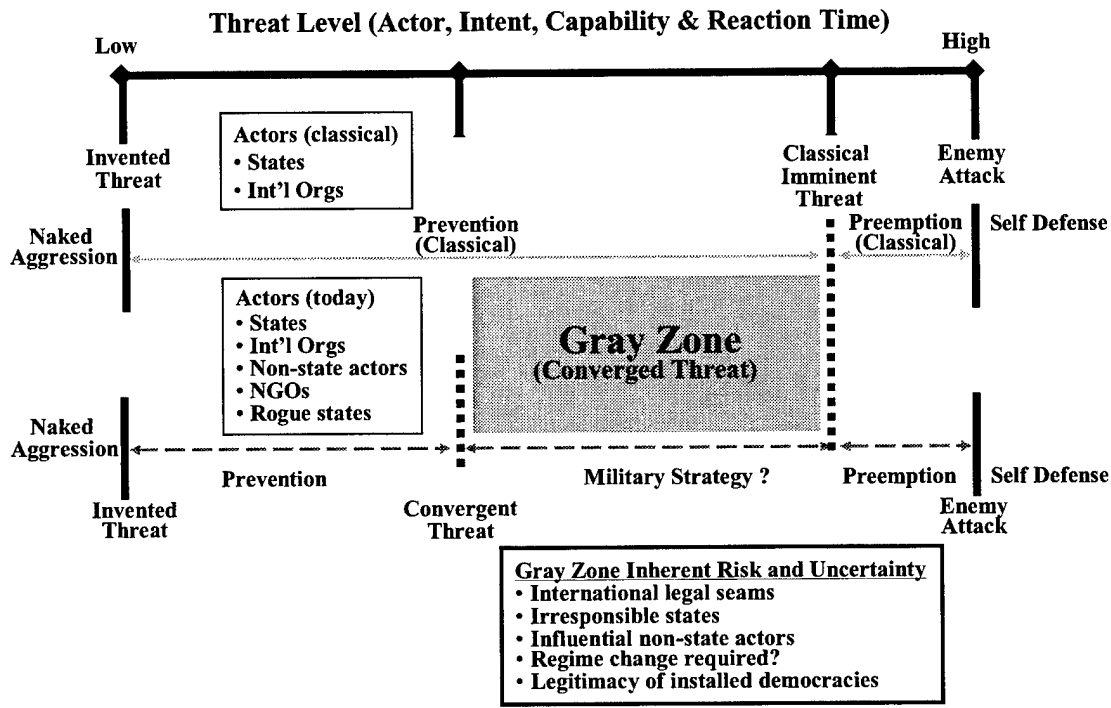 Threat Level (Actor, Intent, Capability & Reaction Time)
Low
High
Actors (classical)
• States
• Int'l Orgs
Invented
Threat
Classical
Imminent
Threat
Enemy
Attack
Naked
Aggression
Prevention
(Classical)
Preemption
(Classical)
Self Defense
Actors (today)
• States
• Int'l Orgs
• Non-state actors
• NGOs
• Rogue states
Gray Zone
(Converged Threat)
Naked
Aggression
Prevention
Military Strategy ?
Preemption
Self Defense
Invented
Threat
Convergent
Threat
Enemy
Attack
Gray Zone Inherent Risk and Uncertainty
• International legal seams
• Irresponsible states
• Influential non-state actors
• Regime change required?
• Legitimacy of installed democracies